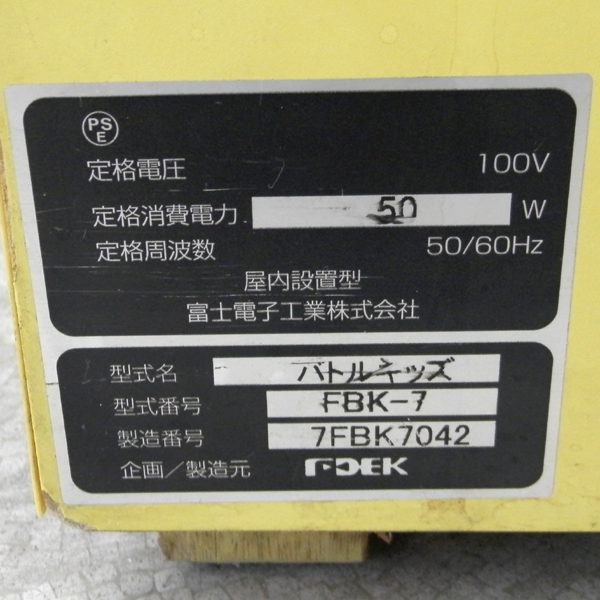 PS
E
定格電圧 100V
定格消費電力 50 W
定格周波数 50/60Hz
屋内設置型
富士電子工業株式会社
型式名 バトルキッズ
型式番号 FBK-7
製造番号 7FBK7042
企画／製造元